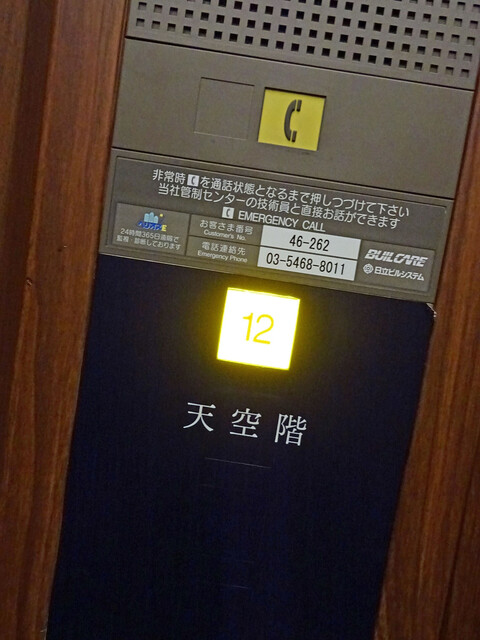 非常時を通話状態となるまで押しつづけて下さい
当社管制センターの技術員と直接お話ができます
EMERGENCY CALL
24時間365日遠隔で
監視・診断しております
お客さま番号
Customer's No.
46-262
電話連絡先
Emergency Phone
03-5468-8011
BUILCARE
日立ビルシステム
12
天空階